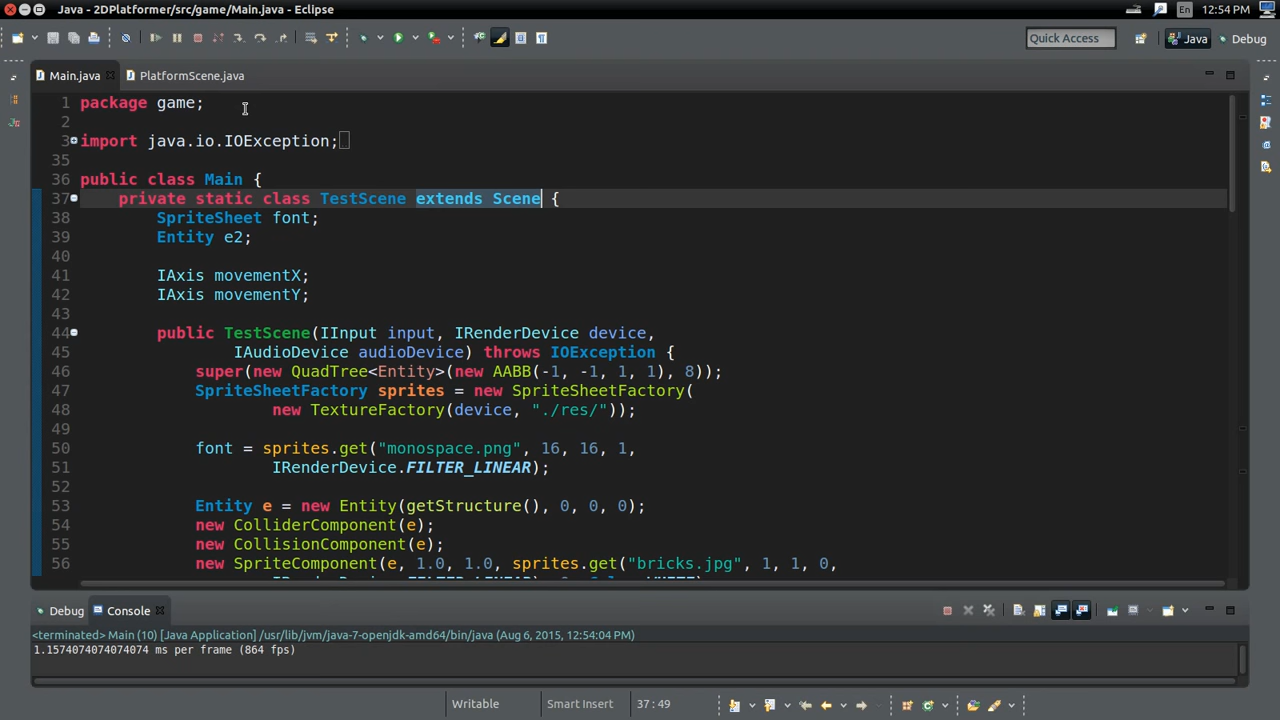 Java - 2DPlatformer/src/game/Main.java - Eclipse
En
12:54 PM
Quick Access
Java
Debug
Main.java
PlatformScene.java
1 package game;
2
3 import java.io.IOException;
35
36 public class Main {
37 private static class TestScene extends Scene {
38 SpriteSheet font;
39 Entity e2;
40
41 IAxis movementX;
42 IAxis movementY;
43
44 public TestScene(IInput input, IRenderDevice device,
45 IAudioDevice audioDevice) throws IOException {
46 super(new QuadTree<Entity>(new AABB(-1, -1, 1, 1), 8));
47 SpriteSheetFactory sprites = new SpriteSheetFactory(
48 new TextureFactory(device, "./res/"));
49
50 font = sprites.get("monospace.png", 16, 16, 1,
51 IRenderDevice.FILTER_LINEAR);
52
53 Entity e = new Entity(getStructure(), 0, 0, 0);
54 new ColliderComponent(e);
55 new CollisionComponent(e);
56 new SpriteComponent(e, 1.0, 1.0, sprites.get("bricks.jpg", 1, 1, 0,
Debug
Console
<terminated> Main (10) [Java Application] /usr/lib/jvm/java-7-openjdk-amd64/bin/java (Aug 6, 2015, 12:54:04 PM)
1.1574074074074074 ms per frame (864 fps)
Writable
Smart Insert
37 : 49